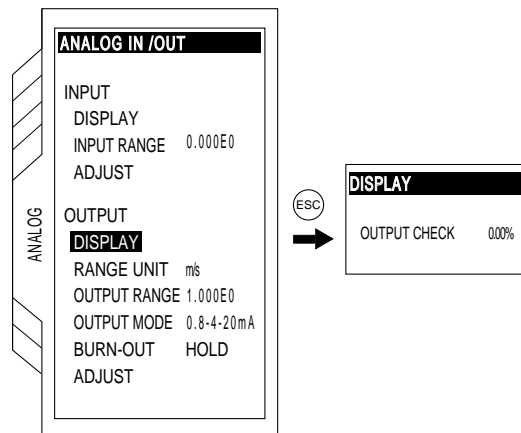 ANALOG IN /OUT
INPUT
DISPLAY
INPUT RANGE 0.000E0
ADJUST
OUTPUT
DISPLAY
RANGE UNIT m/s
OUTPUT RANGE 1.000E0
OUTPUT MODE 0.8-4-20mA
BURN-OUT HOLD
ADJUST
ANALOG
ESC
DISPLAY
OUTPUT CHECK 0.00%